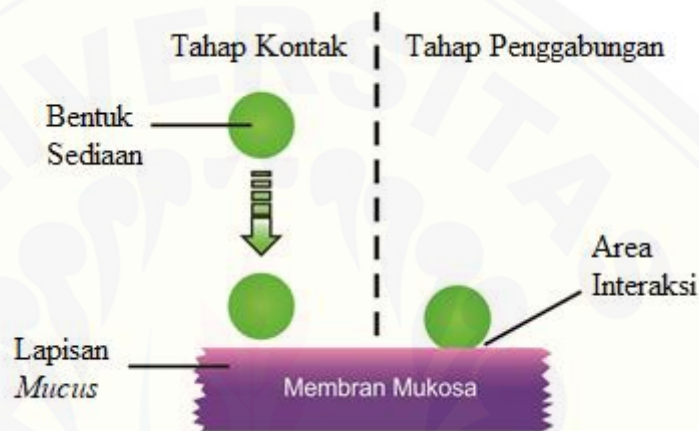 Tahap Kontak
Tahap Penggabungan
Bentuk
Sediaan
Area
Interaksi
Lapisan
Mucus
Membran Mukosa